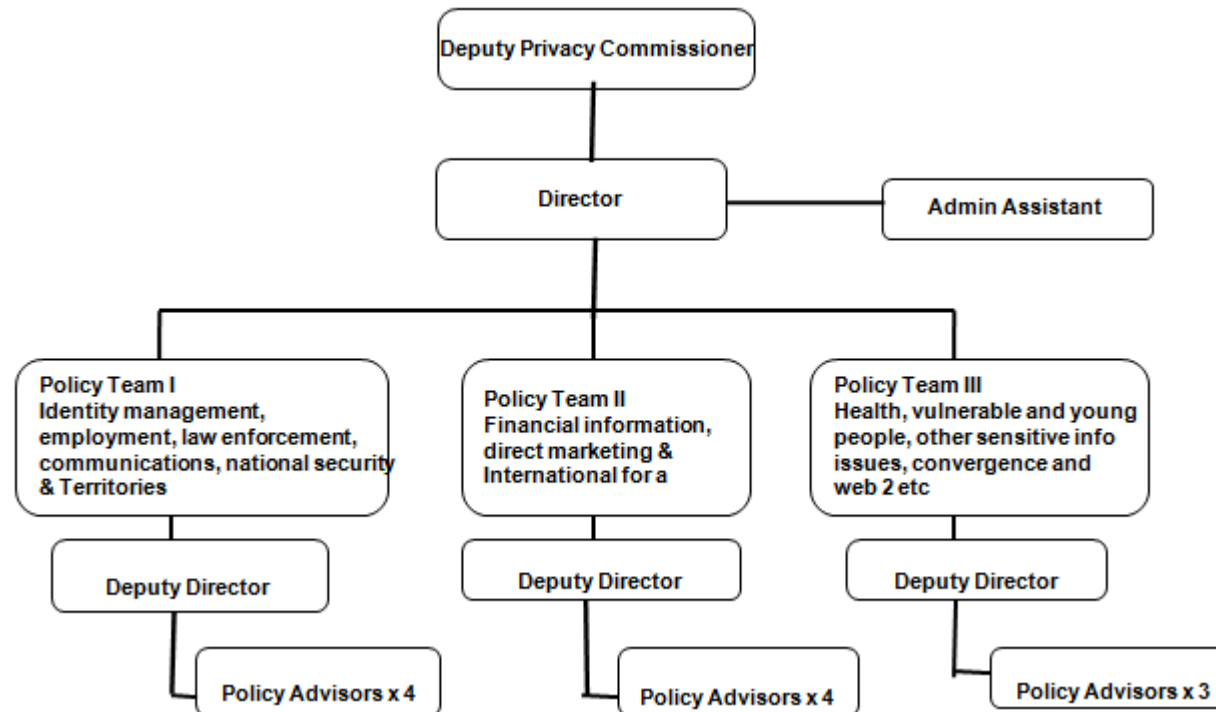 Deputy Privacy Commissioner
Director
Admin Assistant
Policy Team I
Identity management,
employment, law enforcement,
communications, national security
& Territories
Policy Team II
Financial information,
direct marketing &
International for a
Policy Team III
Health, vulnerable and young
people, other sensitive info
issues, convergence and
web 2 etc
Deputy Director
Deputy Director
Deputy Director
Policy Advisors x 4
Policy Advisors x 4
Policy Advisors x 3